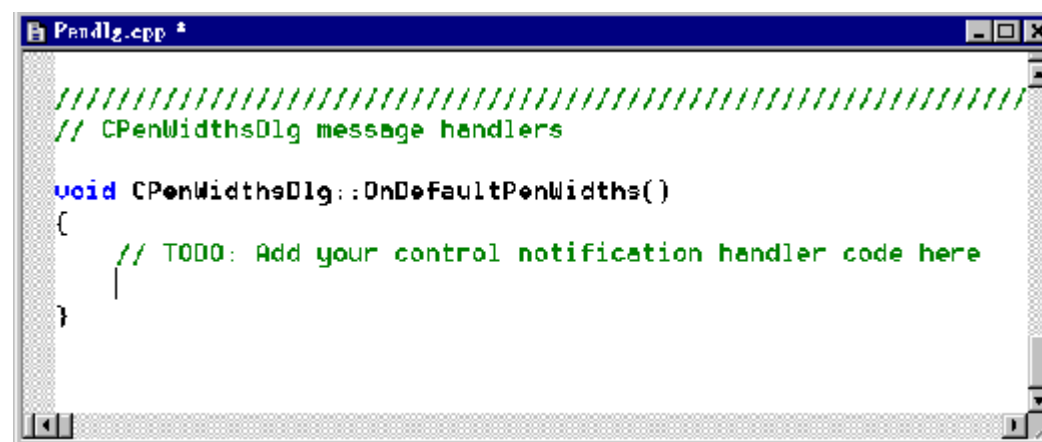 Pendlg.cpp *
///////////////////////////////////////////////////////////////
// CPenWidthsDlg message handlers
void CPenWidthsDlg::OnDefaultPenWidths()
{
// TODO: Add your control notification handler code here
}